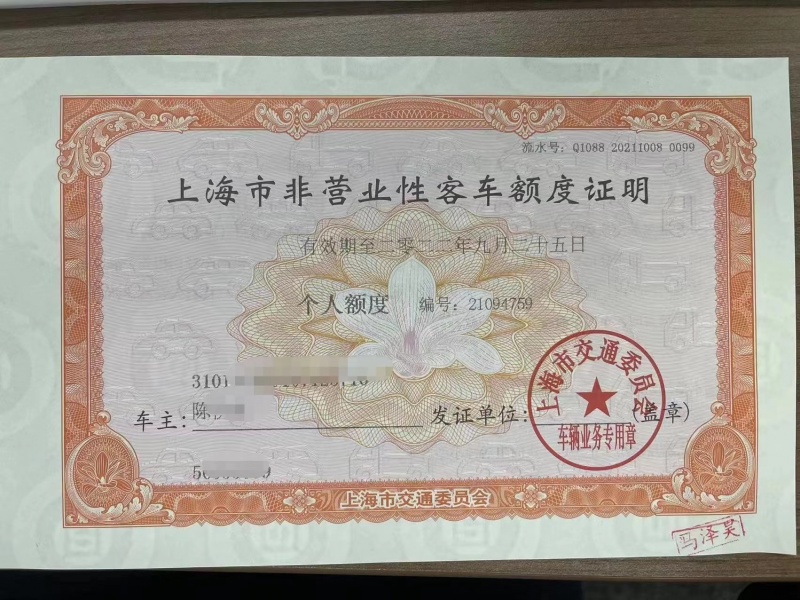 流水号：Q1088 20211008 0099
上海市非营业性客车额度证明
有效期至二零二二年九月二十五日
个人额度 编号：21094759
310
车主：陈
发证单位： (盖章)
上海市交通委员会
车辆业务专用章
上海市交通委员会
冯泽昊